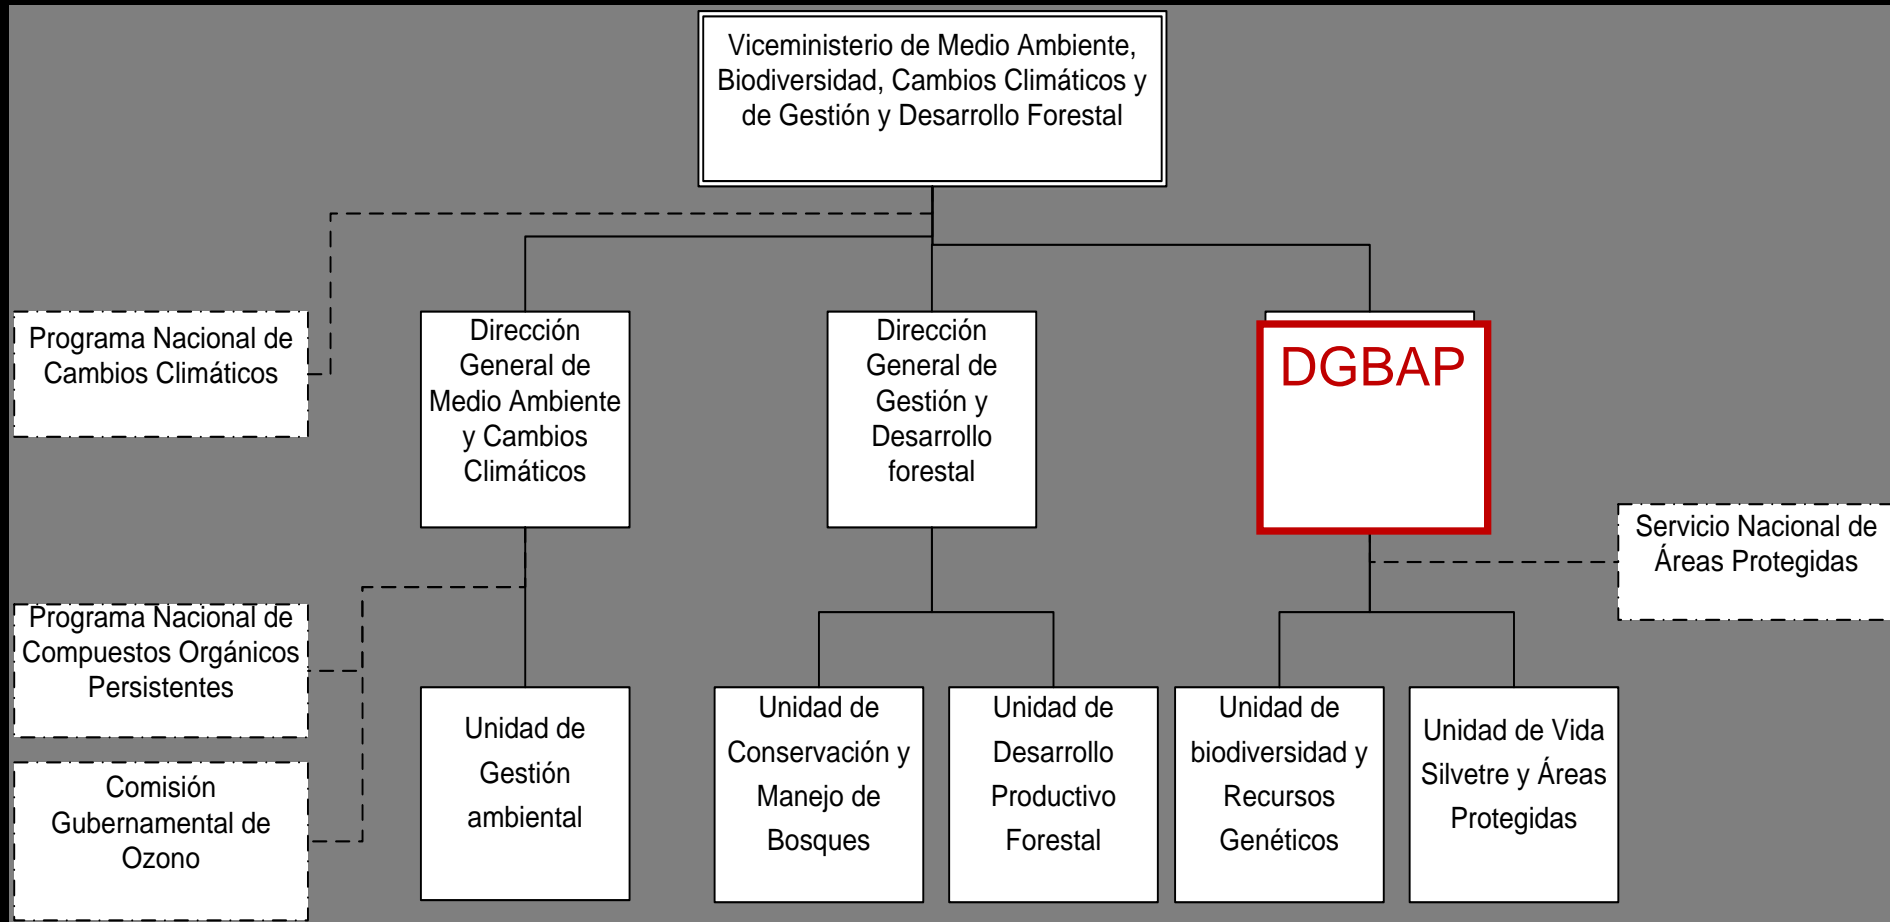 Viceministerio de Medio Ambiente,
Biodiversidad, Cambios Climáticos y
de Gestión y Desarrollo Forestal
Programa Nacional de
Cambios Climáticos
Dirección
General de
Medio Ambiente
y Cambios
Climáticos
Dirección
General de
Gestión y
Desarrollo
forestal
DGBAP
Servicio Nacional de
Áreas Protegidas
Programa Nacional de
Compuestos Orgánicos
Persistentes
Comisión
Gubernamental de
Ozono
Unidad de
Gestión
ambiental
Unidad de
Conservación y
Manejo de
Bosques
Unidad de
Desarrollo
Productivo
Forestal
Unidad de
biodiversidad y
Recursos
Genéticos
Unidad de Vida
Silvetre y Áreas
Protegidas